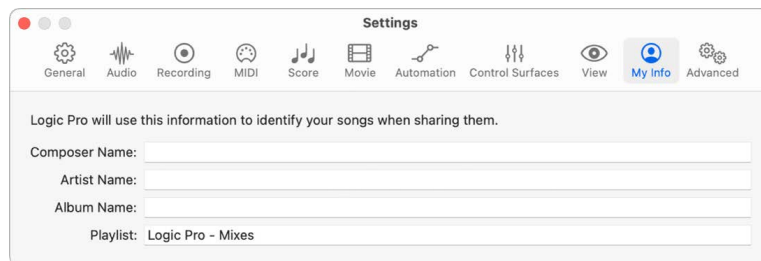 Settings
General Audio Recording MIDI Score Movie Automation Control Surfaces View My Info Advanced
Logic Pro will use this information to identify your songs when sharing them.
Composer Name:
Artist Name:
Album Name:
Playlist: Logic Pro - Mixes